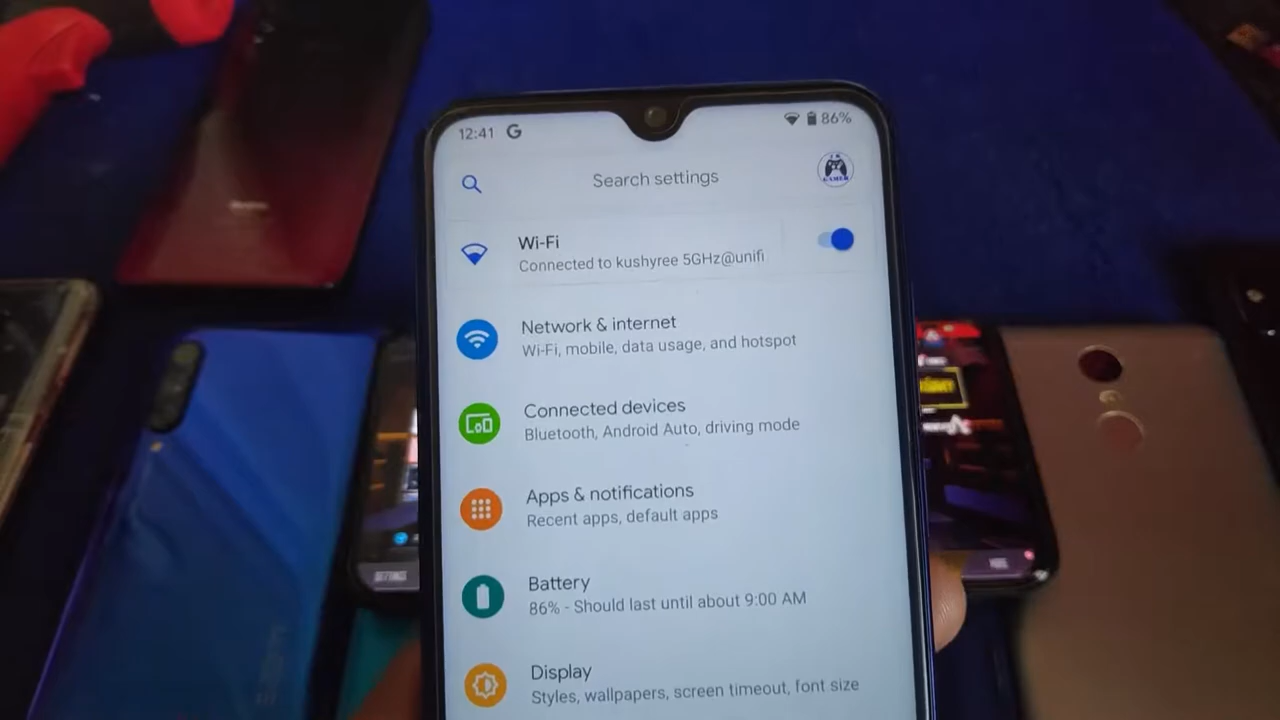 12:41 G
86%
Search settings
GAMER
Wi-Fi
Connected to kushyree 5GHz@unifi
Network & internet
Wi-Fi, mobile, data usage, and hotspot
Connected devices
Bluetooth, Android Auto, driving mode
Apps & notifications
Recent apps, default apps
Battery
86% - Should last until about 9:00 AM
Display
Styles, wallpapers, screen timeout, font size
SETTINGS